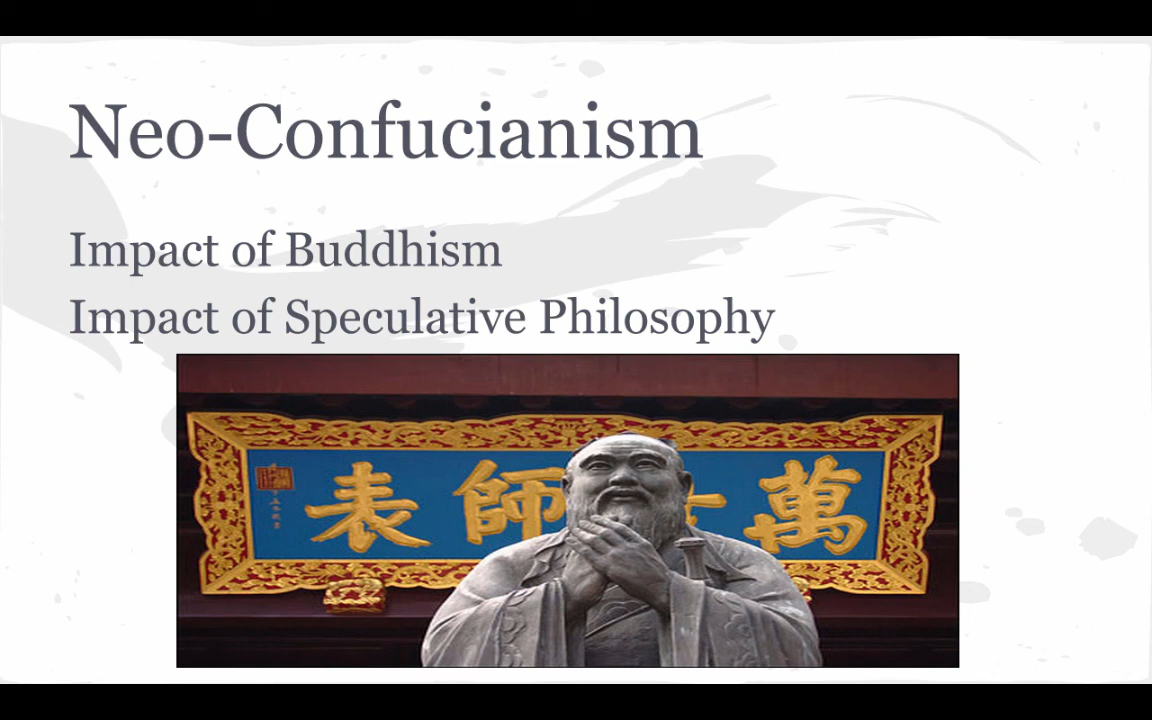 Neo-Confucianism
Impact of Buddhism
Impact of Speculative Philosophy
萬 師表